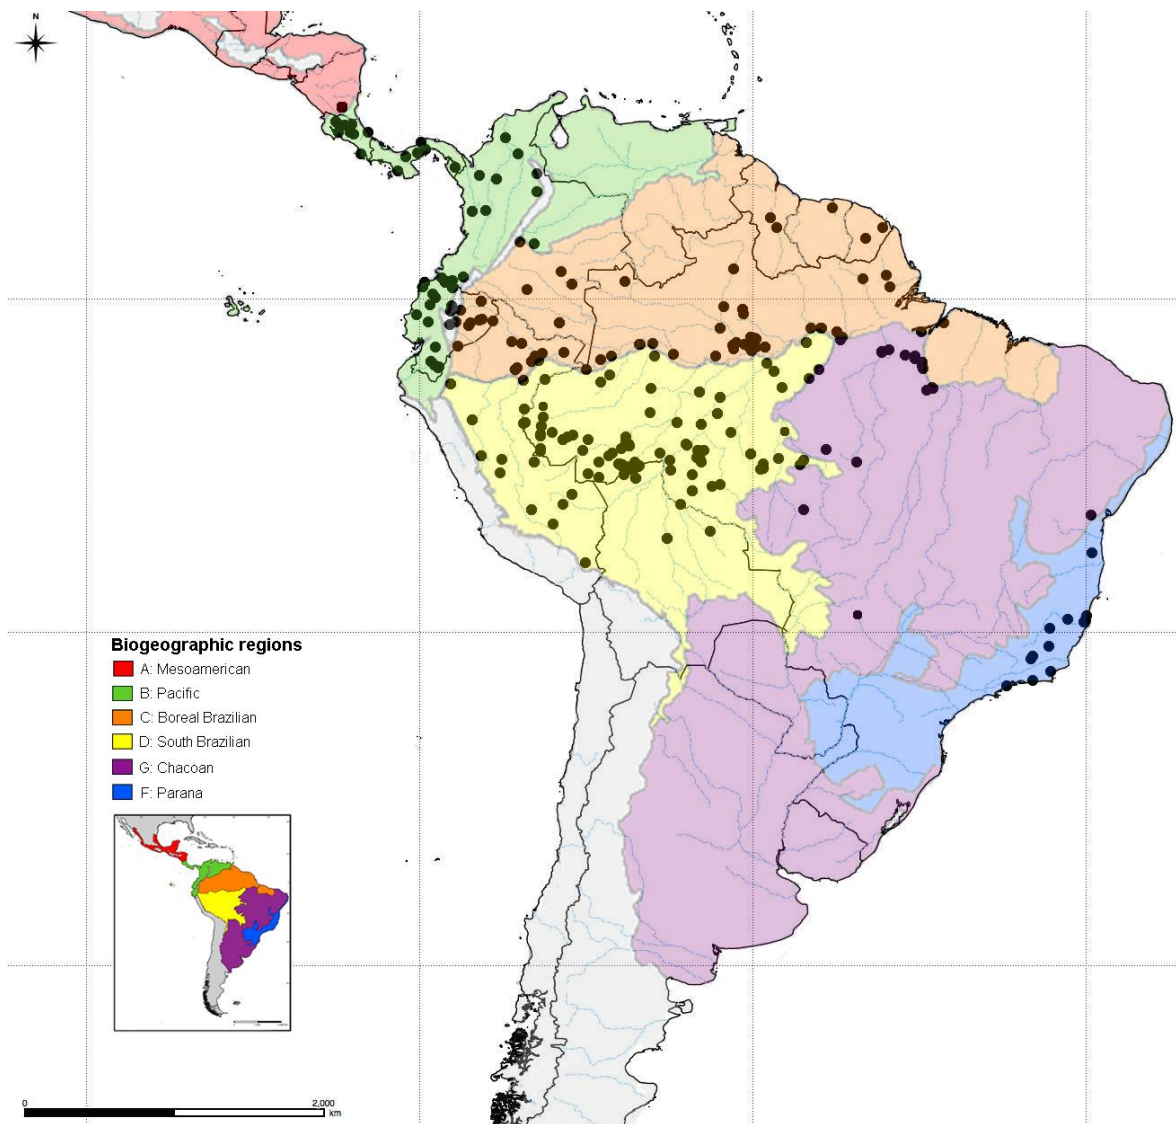 N
Biogeographic regions
A: Mesoamerican
B: Pacific
C: Boreal Brazilian
D: South Brazilian
G: Chacoan
F: Parana
0
2,000
km